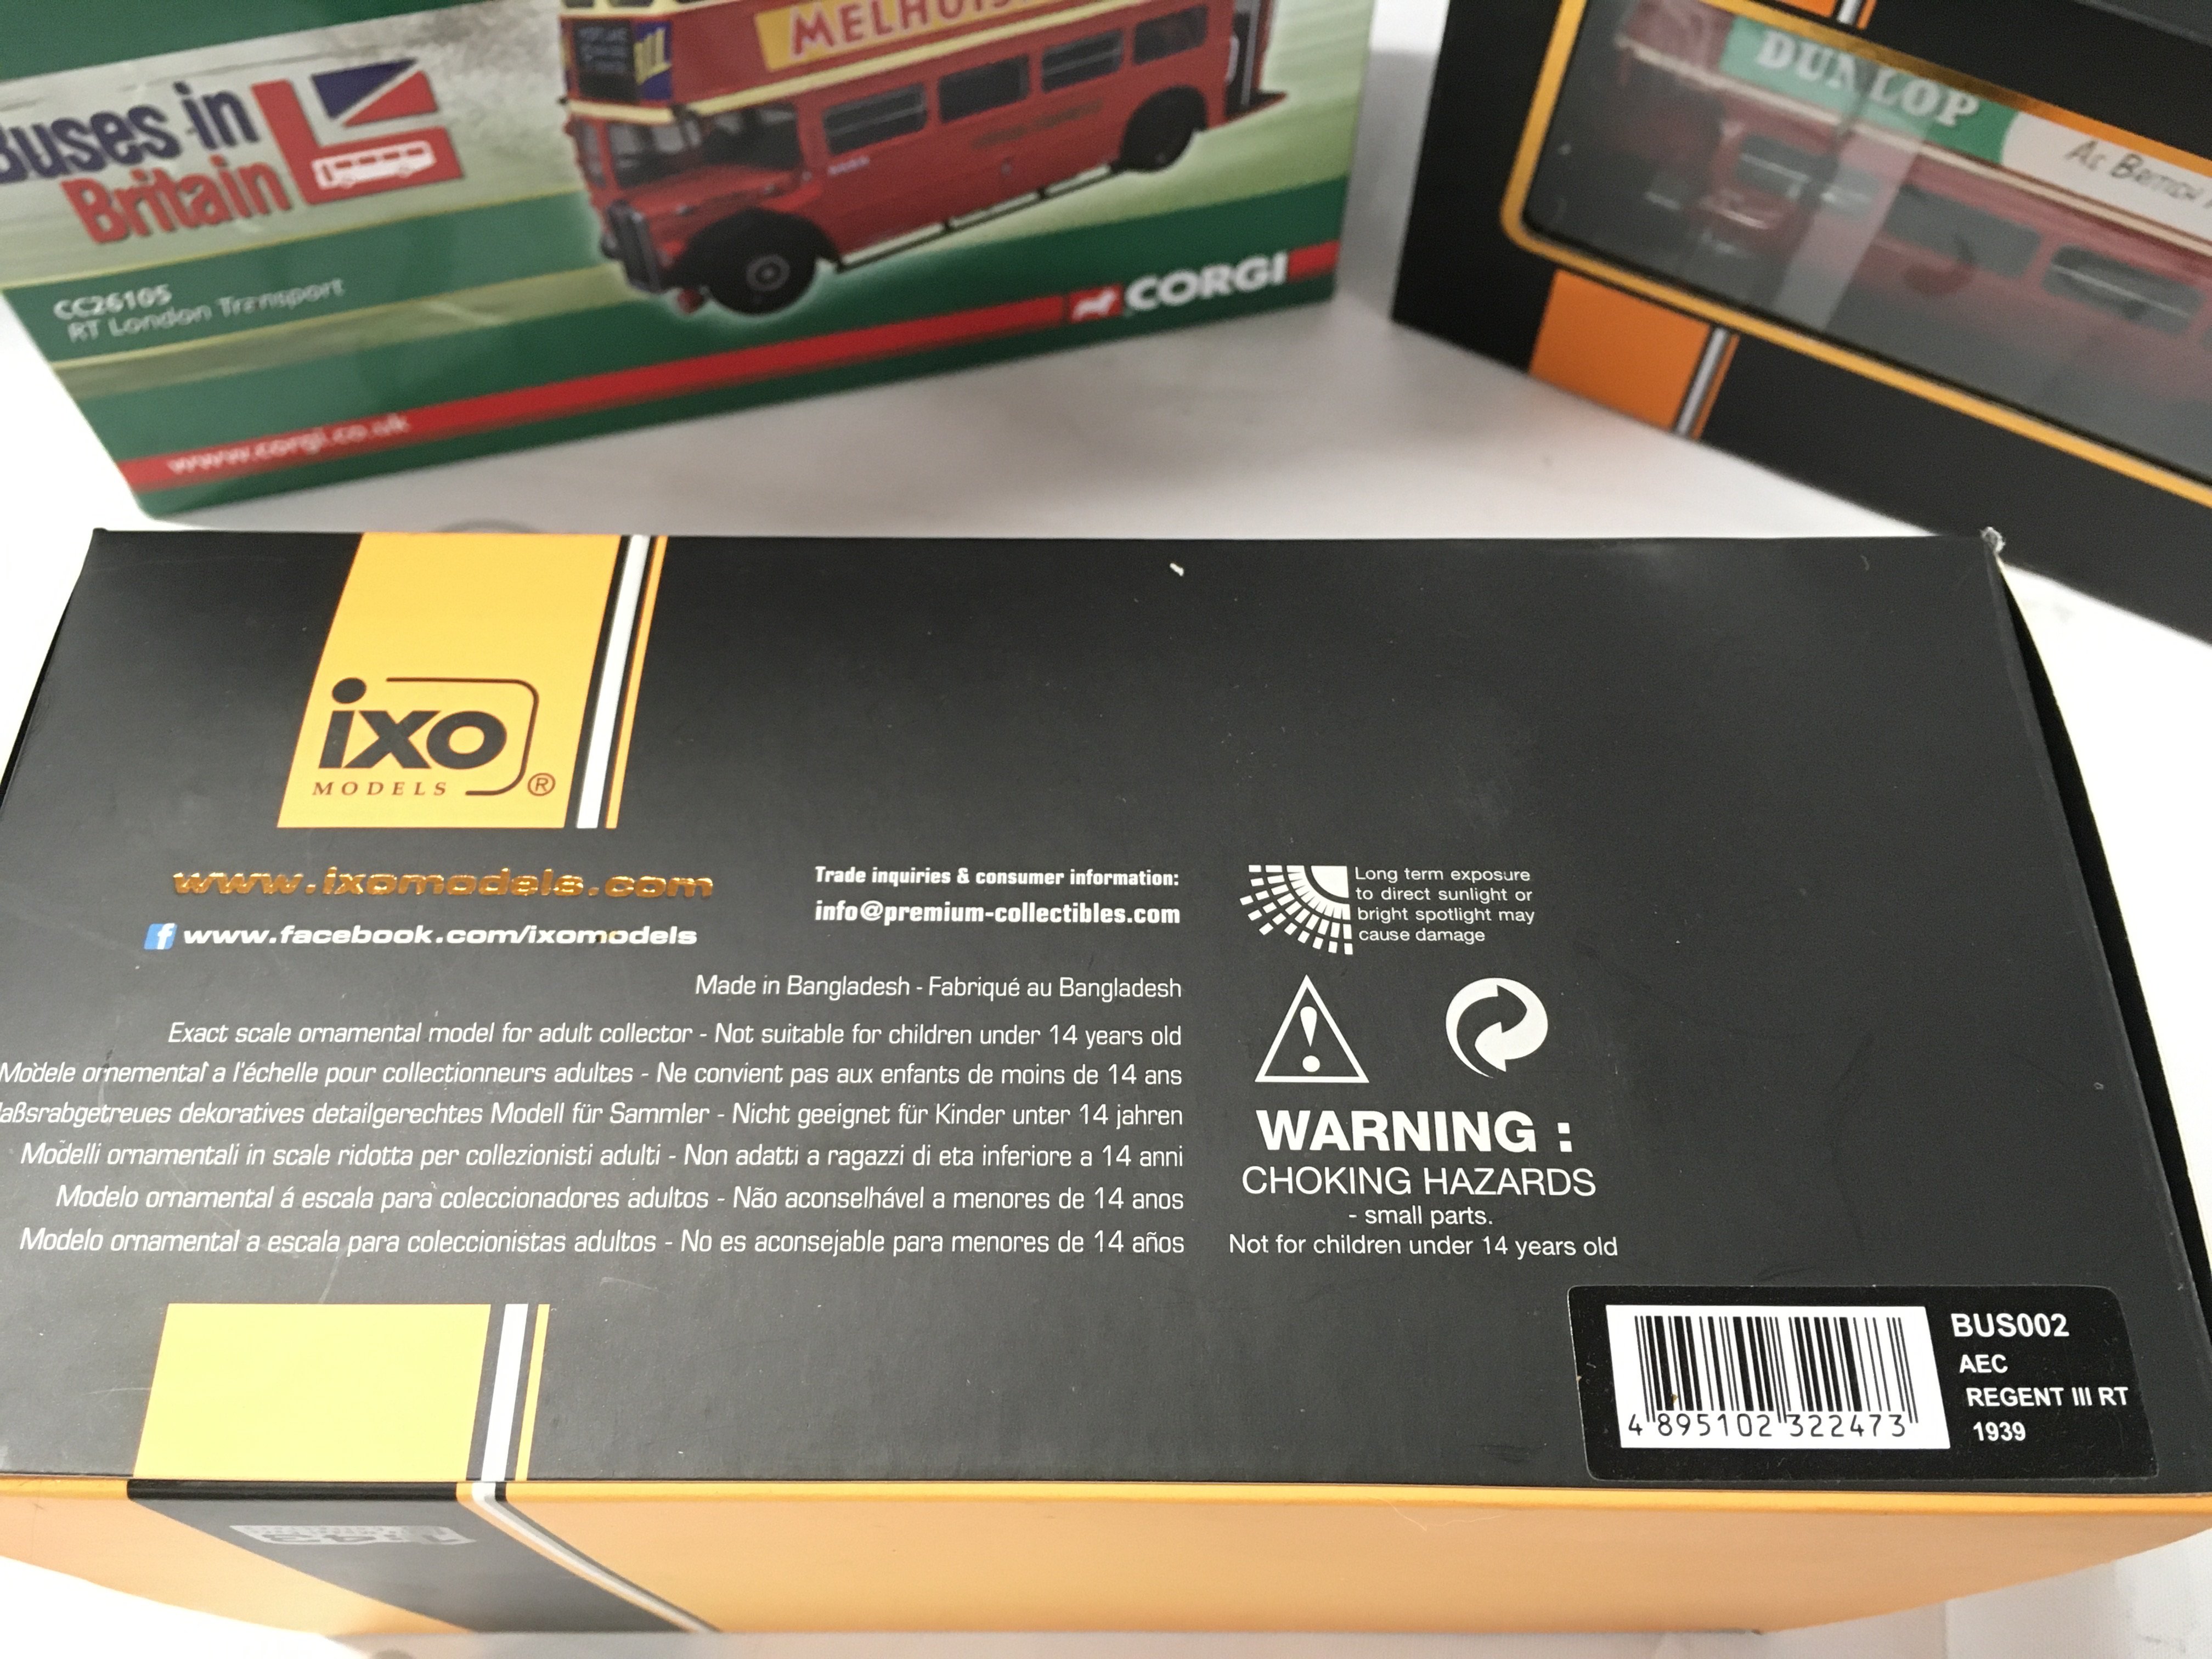 Buses in
Britain
MELHUIS
CC26105
RT London Transport
CORGI
www.corgi.co.uk
DUNLOP
As British
ixo
MODELS ®
www.ixomodels.com
www.facebook.com/ixomodels
Trade inquiries & consumer information:
info@premium-collectibles.com
Made in Bangladesh - Fabriqué au Bangladesh
Exact scale ornamental model for adult collector - Not suitable for children under 14 years old
Modèle ornemental a l'échelle pour collectionneurs adultes - Ne convient pas aux enfants de moins de 14 ans
aßsrabgetreues dekoratives detailgerechtes Modell für Sammler - Nicht geeignet für Kinder unter 14 jahren
Modelli ornamentali in scale ridotta per collezionisti adulti - Non adatti a ragazzi di eta inferiore a 14 anni
Modelo ornamental á escala para coleccionadores adultos - Não aconselhável a menores de 14 anos
Modelo ornamental a escala para coleccionistas adultos - No es aconsejable para menores de 14 años
Long term exposure
to direct sunlight or
bright spotlight may
cause damage
WARNING :
CHOKING HAZARDS
- small parts.
Not for children under 14 years old
BUS002
AEC
REGENT III RT
1939
4 895102 322473
1:43